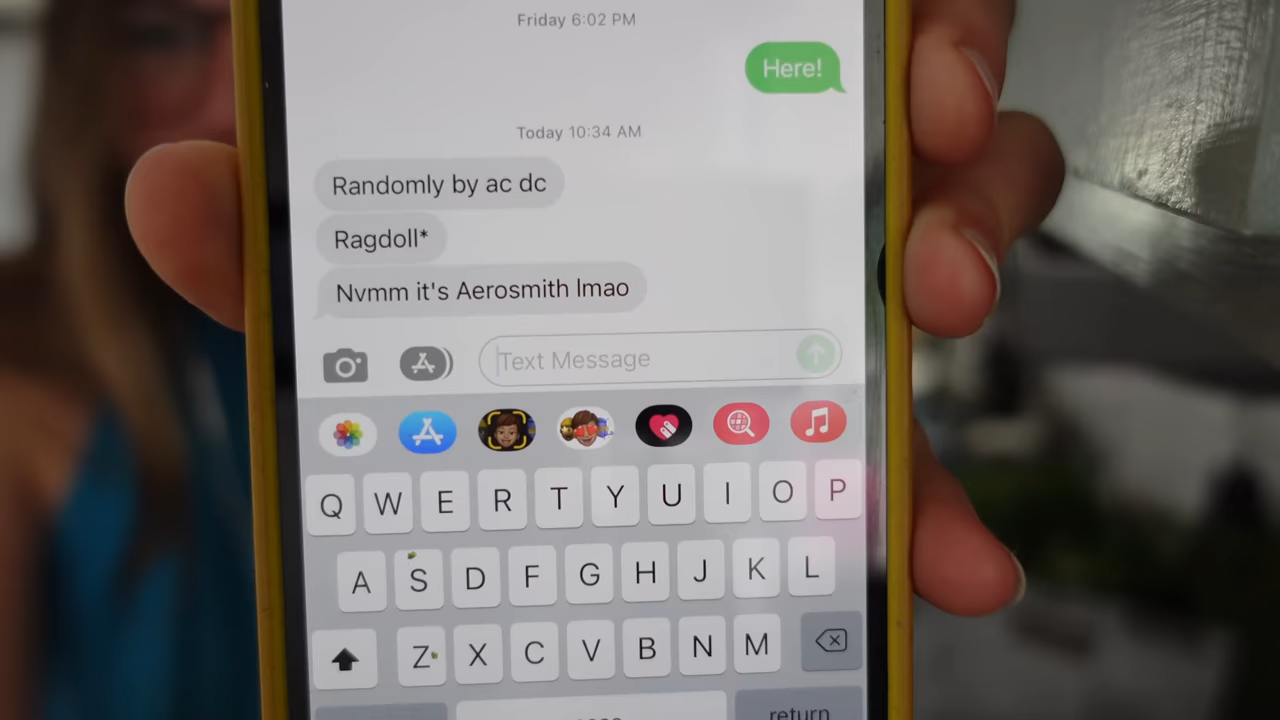 Friday 6:02 PM
Here!
Today 10:34 AM
Randomly by ac dc
Ragdoll*
Nvmm it's Aerosmith lmao
Text Message
Q W E R T Y U I O P
A S D F G H J K L
Z X C V B N M
return